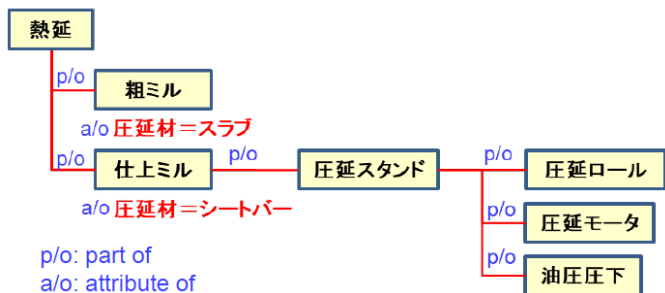 熱延
p/o 粗ミル
a/o 圧延材＝スラブ
p/o 仕上ミル p/o 圧延スタンド p/o 圧延ロール
a/o 圧延材＝シートバー
p/o 圧延モータ
p/o 油圧圧下
p/o: part of
a/o: attribute of